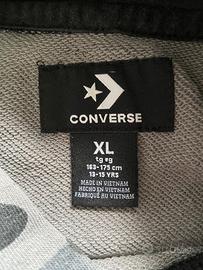 CONVERSE
XL
tg eg
163-175 cm
13-15 YRS
MADE IN VIETNAM
HECHO EN VIETNAM
FABRIQUÉ AU VIETNAM